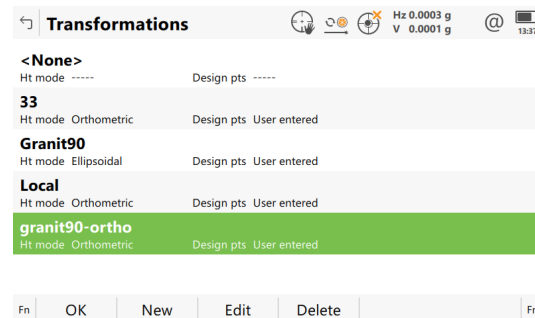 Transformations Hz 0.0003 g @
V 0.0001 g 13:37
<None>
Ht mode ----- Design pts -----
33
Ht mode Orthometric Design pts User entered
Granit90
Ht mode Ellipsoidal Design pts User entered
Local
Ht mode Orthometric Design pts User entered
granit90-ortho
Ht mode Orthometric Design pts User entered
Fn OK New Edit Delete